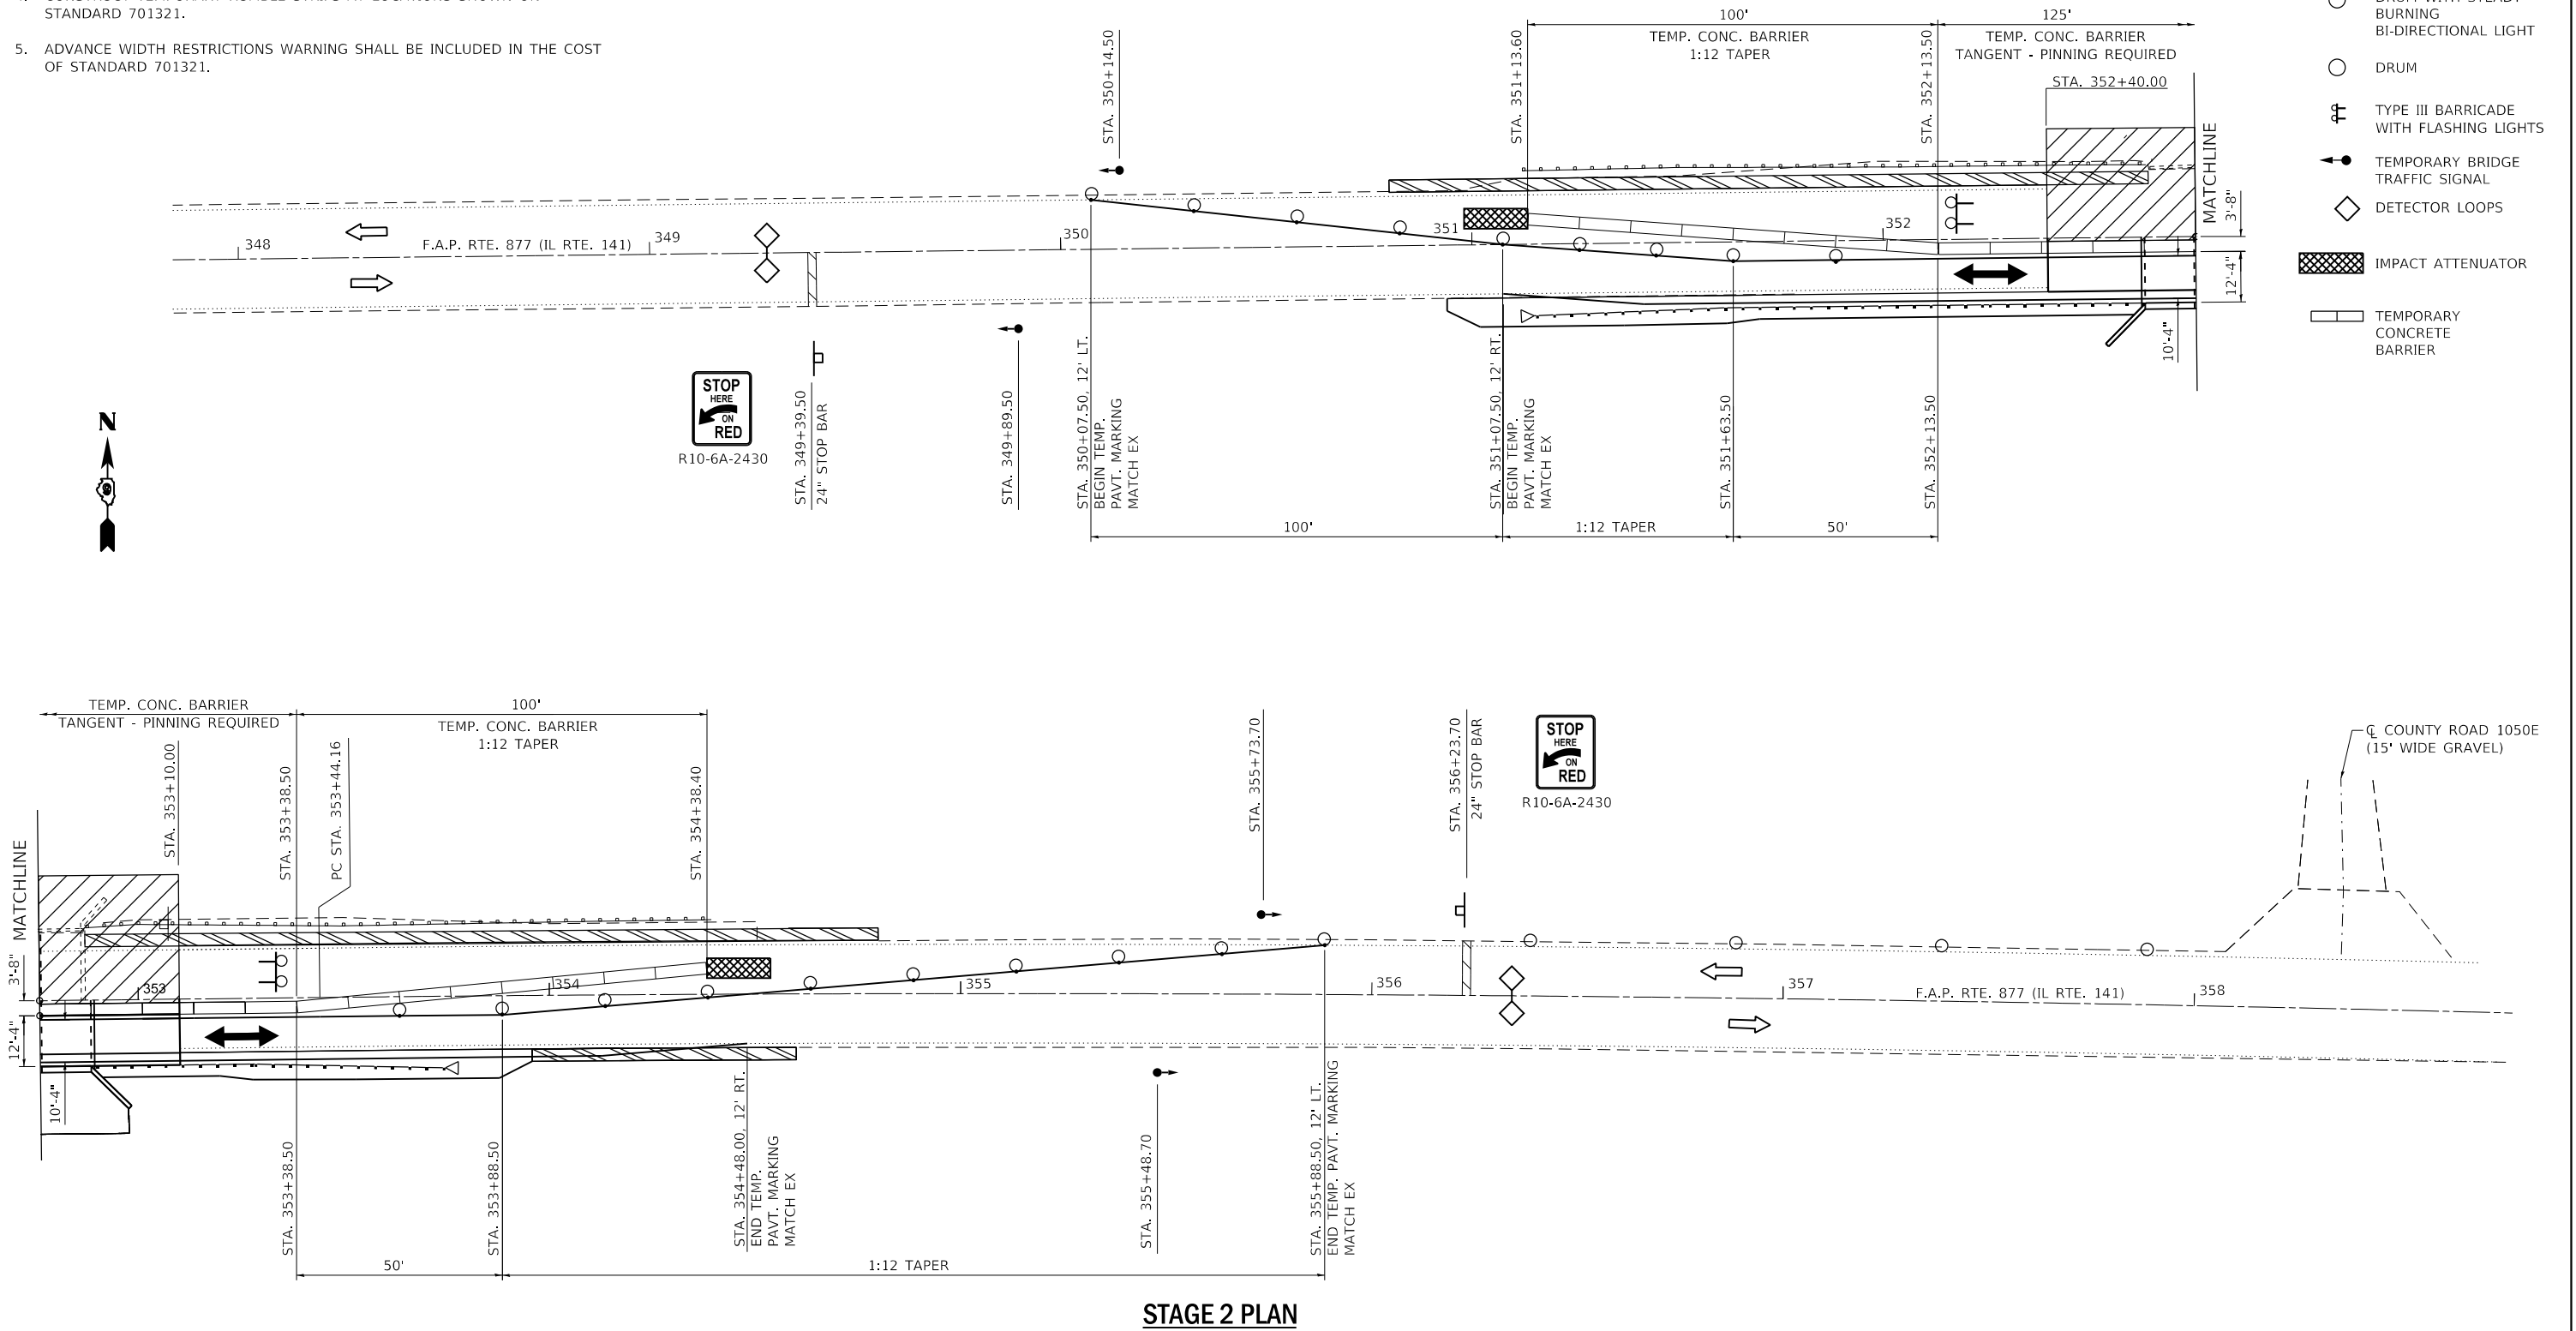 STANDARD 701321.
5. ADVANCE WIDTH RESTRICTIONS WARNING SHALL BE INCLUDED IN THE COST
OF STANDARD 701321.
BURNING
BI-DIRECTIONAL LIGHT
DRUM
TYPE III BARRICADE
WITH FLASHING LIGHTS
TEMPORARY BRIDGE
TRAFFIC SIGNAL
DETECTOR LOOPS
IMPACT ATTENUATOR
TEMPORARY
CONCRETE
BARRIER
100'
TEMP. CONC. BARRIER
1:12 TAPER
125'
TEMP. CONC. BARRIER
TANGENT - PINNING REQUIRED
STA. 350+14.50
STA. 351+13.60
STA. 352+13.50
STA. 352+40.00
MATCHLINE
3'-8"
12'-4"
10'-4"
348
F.A.P. RTE. 877 (IL RTE. 141)
349
350
351
352
STOP
HERE
ON
RED
R10-6A-2430
N
STA. 349+39.50
24" STOP BAR
STA. 349+89.50
STA. 350+07.50, 12' LT.
BEGIN TEMP.
PAVT. MARKING
MATCH EX
STA. 351+07.50, 12' RT.
BEGIN TEMP.
PAVT. MARKING
MATCH EX
STA. 351+63.50
STA. 352+13.50
100'
1:12 TAPER
50'
TEMP. CONC. BARRIER
TANGENT - PINNING REQUIRED
100'
TEMP. CONC. BARRIER
1:12 TAPER
STA. 353+10.00
STA. 353+38.50
PC STA. 353+44.16
STA. 354+38.40
STA. 355+73.70
STA. 356+23.70
24" STOP BAR
STOP
HERE
ON
RED
R10-6A-2430
℄ COUNTY ROAD 1050E
(15' WIDE GRAVEL)
MATCHLINE
3'-8"
12'-4"
10'-4"
353
354
355
356
357
F.A.P. RTE. 877 (IL RTE. 141)
358
STA. 353+38.50
STA. 353+88.50
STA. 354+48.00, 12' RT.
END TEMP.
PAVT. MARKING
MATCH EX
STA. 355+48.70
STA. 355+88.50, 12' LT.
END TEMP. PAVT. MARKING
MATCH EX
50'
1:12 TAPER
STAGE 2 PLAN